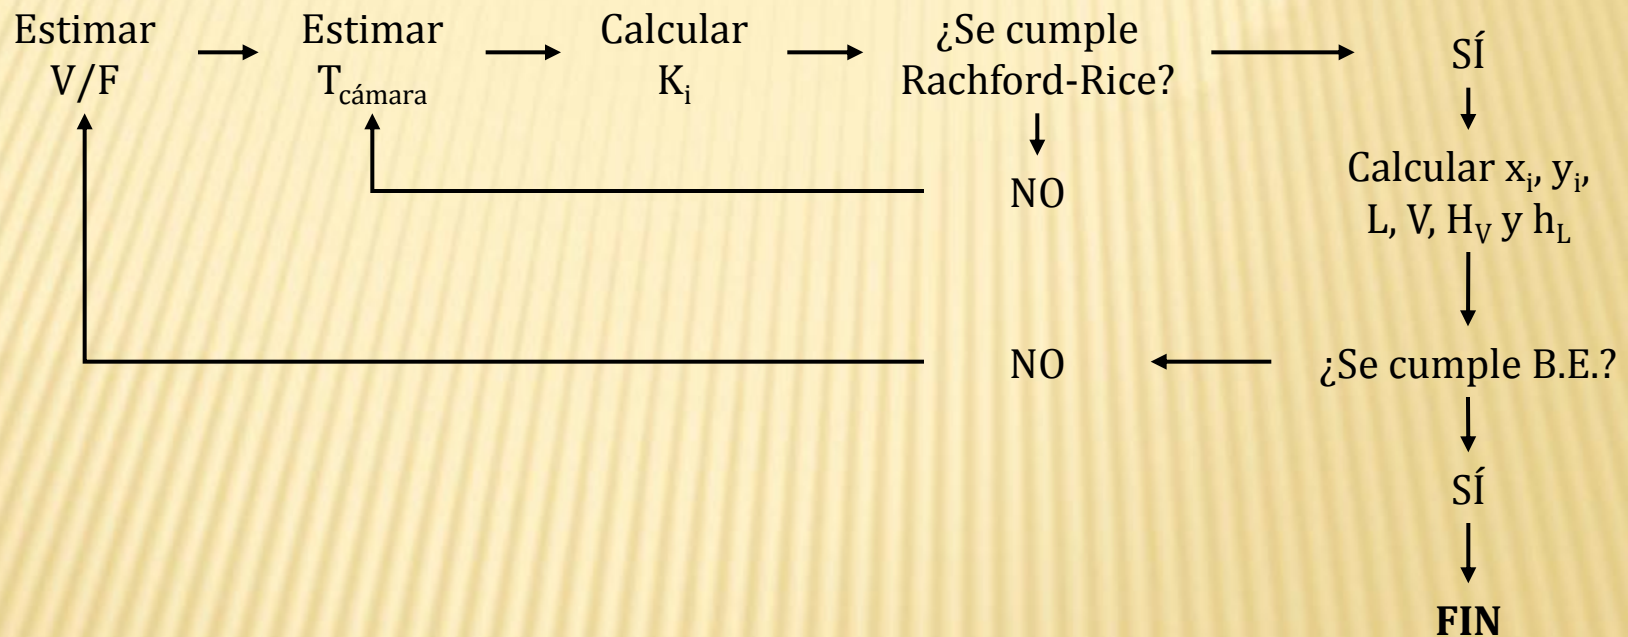 Estimar
V/F
Estimar
Tcámara
Calcular
Ki
¿Se cumple
Rachford-Rice?
SÍ
NO
Calcular xi, yi,
L, V, HV y hL
NO
¿Se cumple B.E.?
SÍ
FIN